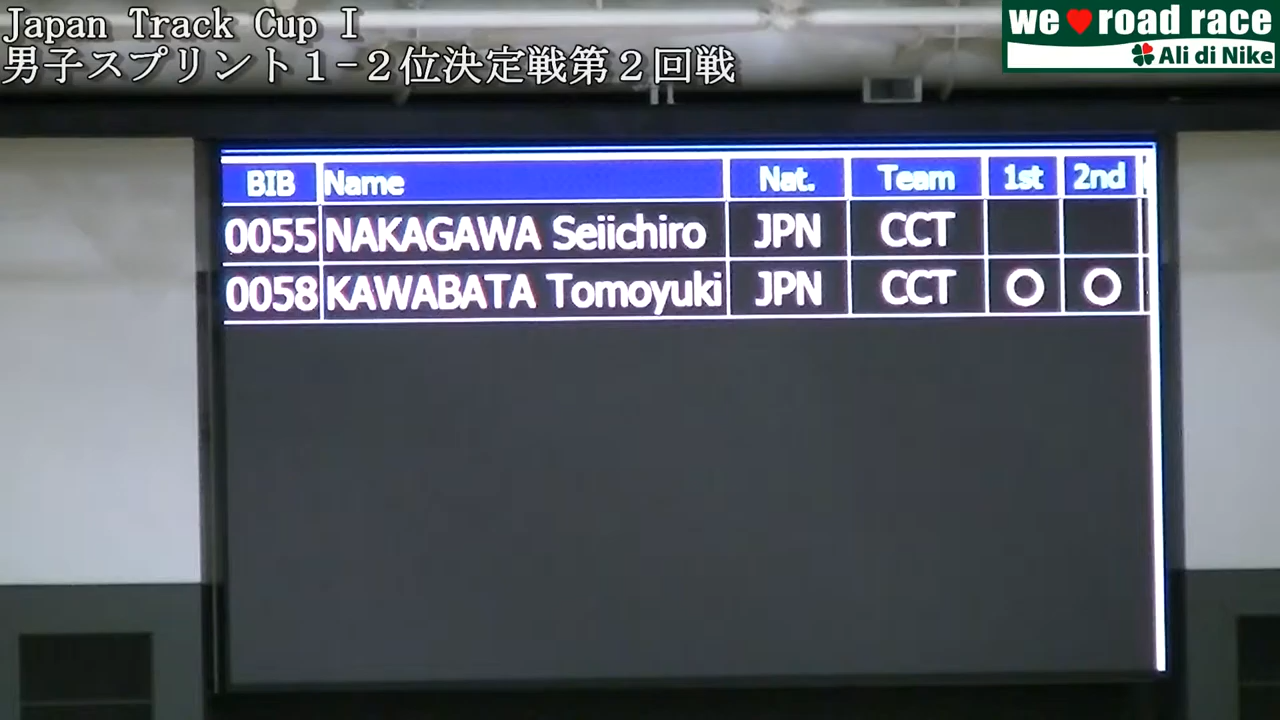 Japan Track Cup I
男子スプリント１−２位決定戦第２回戦
we ♥ road race
Ali di Nike
BIB Name Nat. Team 1st 2nd
0055 NAKAGAWA Seiichiro JPN CCT
0058 KAWABATA Tomoyuki JPN CCT ○ ○